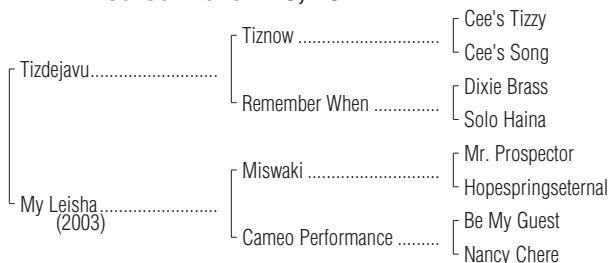 Tizdejavu
My Leisha
(2003)
Tiznow
Remember When
Miswaki
Cameo Performance
Cee's Tizzy
Cee's Song
Dixie Brass
Solo Haina
Mr. Prospector
Hopespringseternal
Be My Guest
Nancy Chere